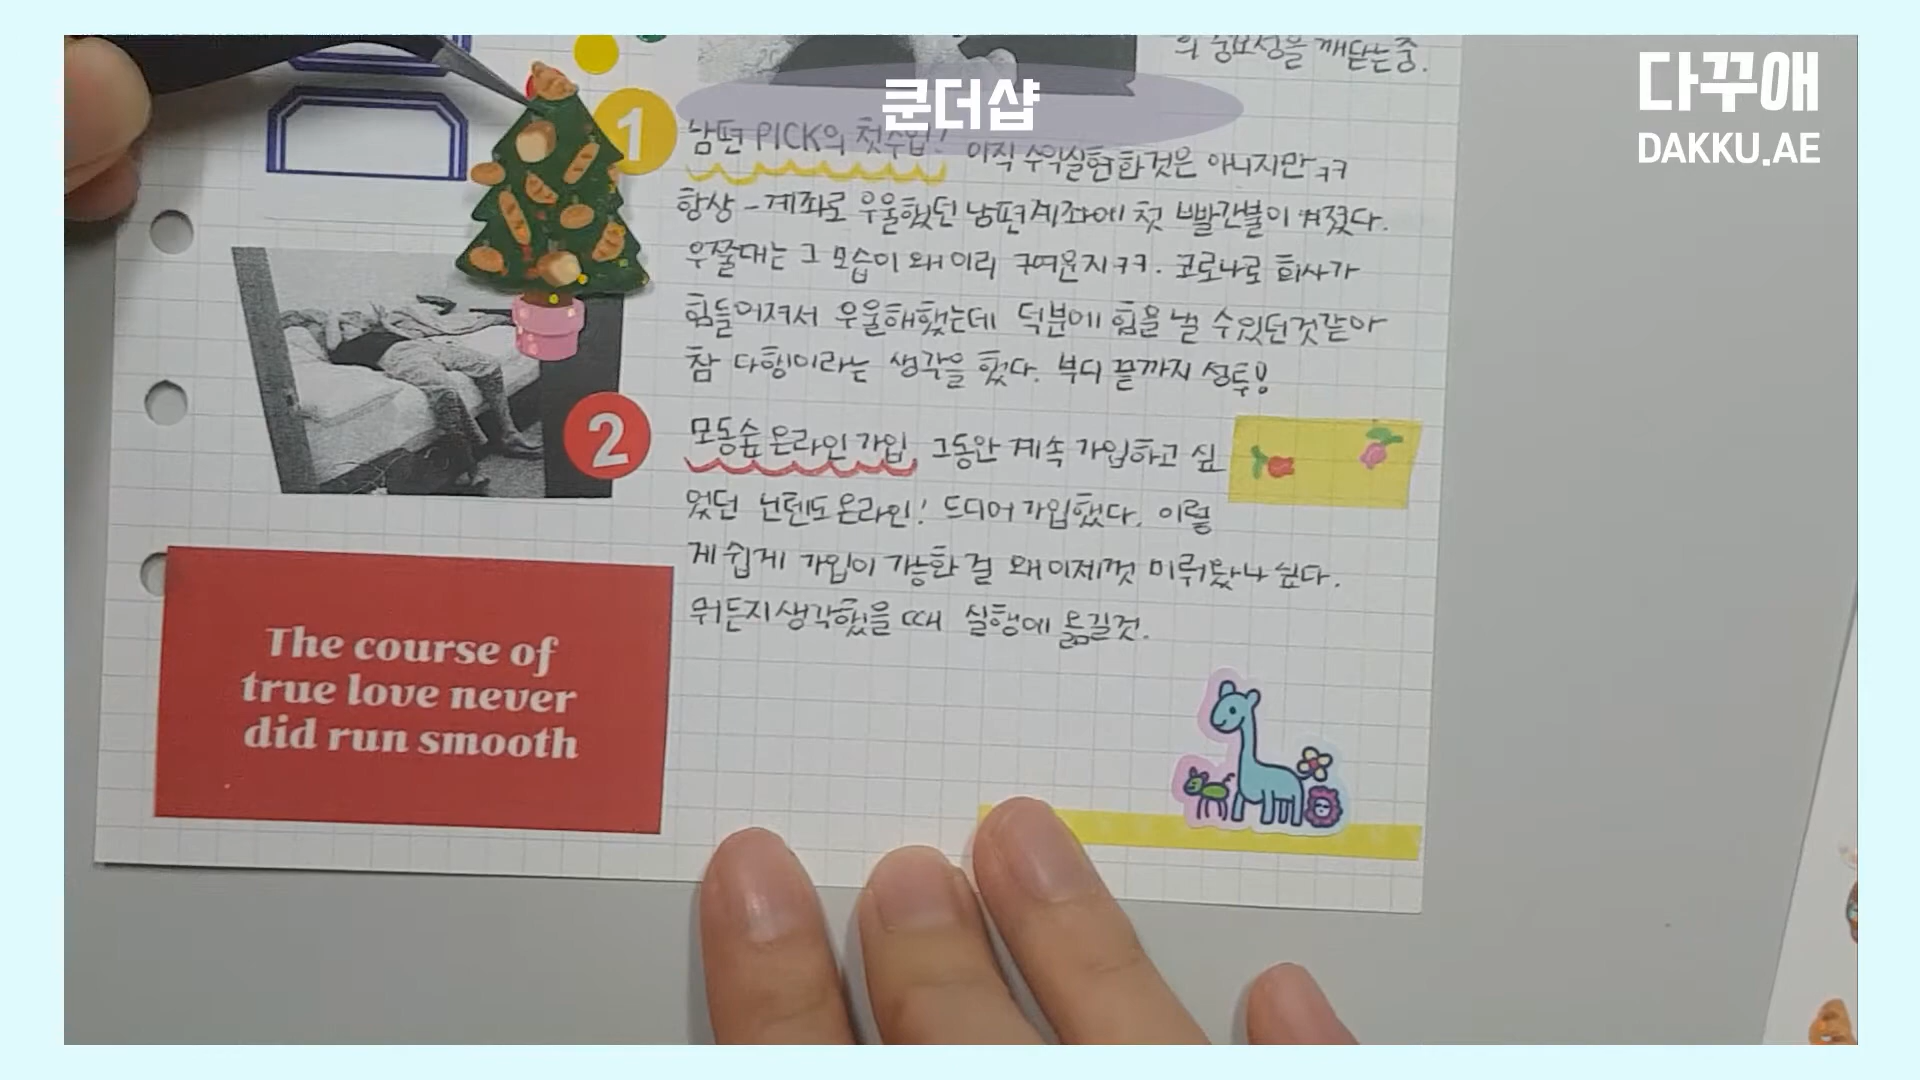 의 중요성을 깨닫는중.
쿤더샵
다꾸애
DAKKU.AE
1
남편 PICK의 첫수입! 아직 수익실현한것은 아니지만ㅋㅋ
항상 -계좌로 우울했던 남편계좌에 첫 빨간불이 켜졌다.
우쭐대는 그 모습이 왜이리 구여운지ㅋㅋ. 코로나로 회사가
힘들어져서 우울해했는데 덕분에 힘을 낼 수있던것같아
참 다행이라는 생각을 했다. 부디 끝까지 성투!
2
모동숲 온라인 가입, 그동안 계속 가입하고 싶
었던 닌텐도온라인! 드디어 가입했다. 이렇
게 쉽게 가입이 가능한걸 왜이제껏 미뤄왔나 싶다.
뭐든지 생각했을 때 실행에 옮길것.
The course of
true love never
did run smooth